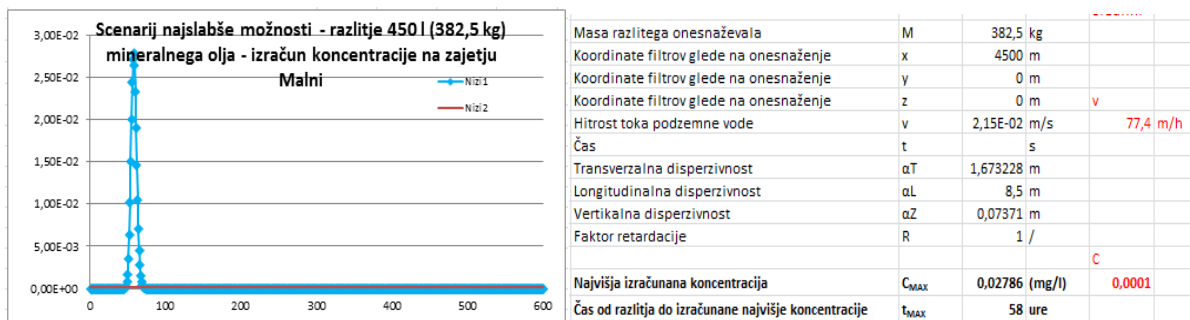 Scenarij najslabše možnosti - razlitje 450 l (382,5 kg)
mineralnega olja - izračun koncentracije na zajetju
Malni
3,00E-02
2,50E-02
2,00E-02
1,50E-02
1,00E-02
5,00E-03
0,00E+00
0 100 200 300 400 500 600
Nizi1
Nizi2
Masa razlitega onesnaževala M 382,5 kg
Koordinate filtrov glede na onesnaženje x 4500 m
Koordinate filtrov glede na onesnaženje y 0 m
Koordinate filtrov glede na onesnaženje z 0 m v
Hitrost toka podzemne vode v 2,15E-02 m/s 77,4 m/h
Čas t s
Transverzalna disperzivnost αT 1,673228 m
Longitudinalna disperzivnost αL 8,5 m
Vertikalna disperzivnost αZ 0,07371 m
Faktor retardacije R 1 /
C
Najvišja izračunana koncentracija CMAX 0,02786 (mg/l) 0,0001
Čas od razlitja do izračunane najvišje koncentracije tMAX 58 ure